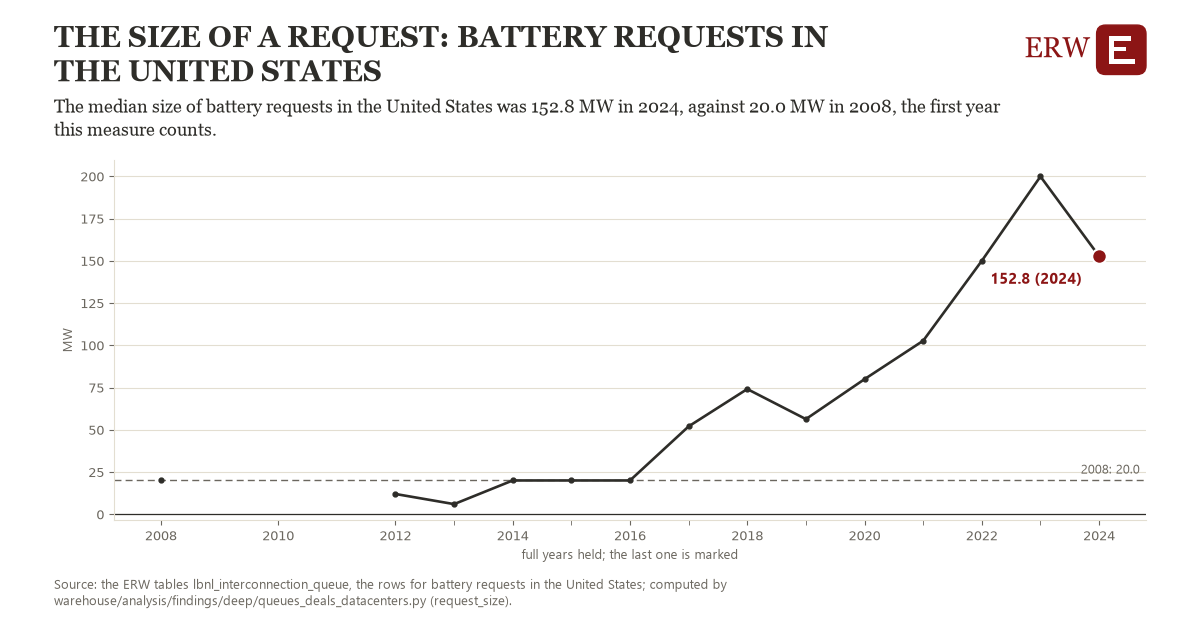 THE SIZE OF A REQUEST: BATTERY REQUESTS IN
THE UNITED STATES
ERW E
The median size of battery requests in the United States was 152.8 MW in 2024, against 20.0 MW in 2008, the first year
this measure counts.
MW
200
175
150
125
100
75
50
25
0
152.8 (2024)
2008: 20.0
2008 2010 2012 2014 2016 2018 2020 2022 2024
full years held; the last one is marked
Source: the ERW tables lbnl_interconnection_queue, the rows for battery requests in the United States; computed by
warehouse/analysis/findings/deep/queues_deals_datacenters.py (request_size).